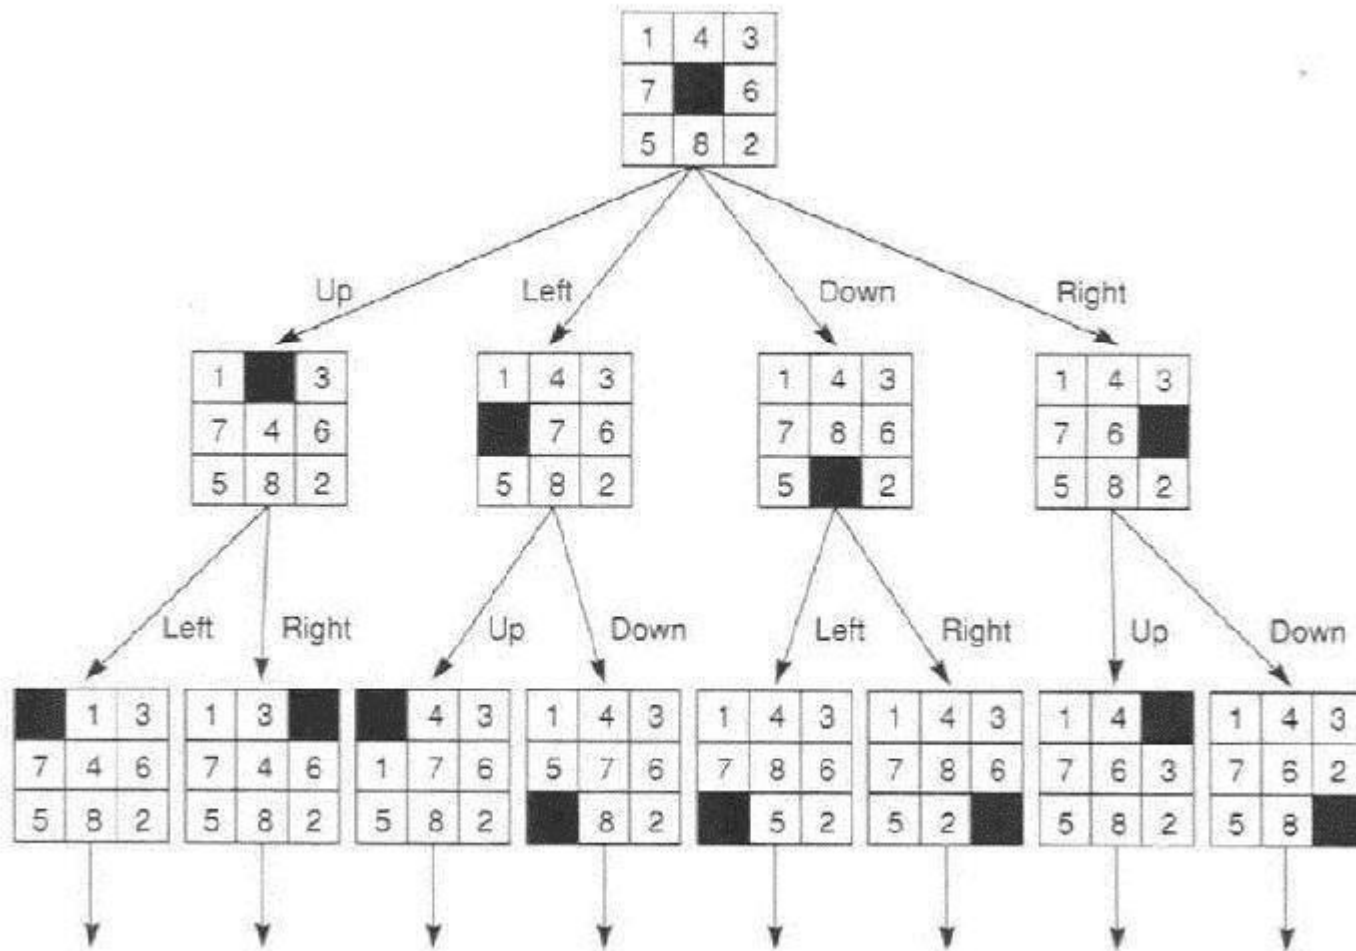 1 4 3
7 6
5 8 2
Up Left Down Right
1 3 1 4 3 1 4 3 1 4 3
7 4 6 7 6 7 8 6 7 6
5 8 2 5 8 2 5 2 5 8 2
Left Right Up Down Left Right Up Down
1 3 1 3 4 3 1 4 3 1 4 3 1 4 3 1 4 1 4 3
7 4 6 7 4 6 1 7 6 5 7 6 7 8 6 7 8 6 7 6 3 7 6 2
5 8 2 5 8 2 5 8 2 8 2 5 2 5 2 5 8 2 5 8